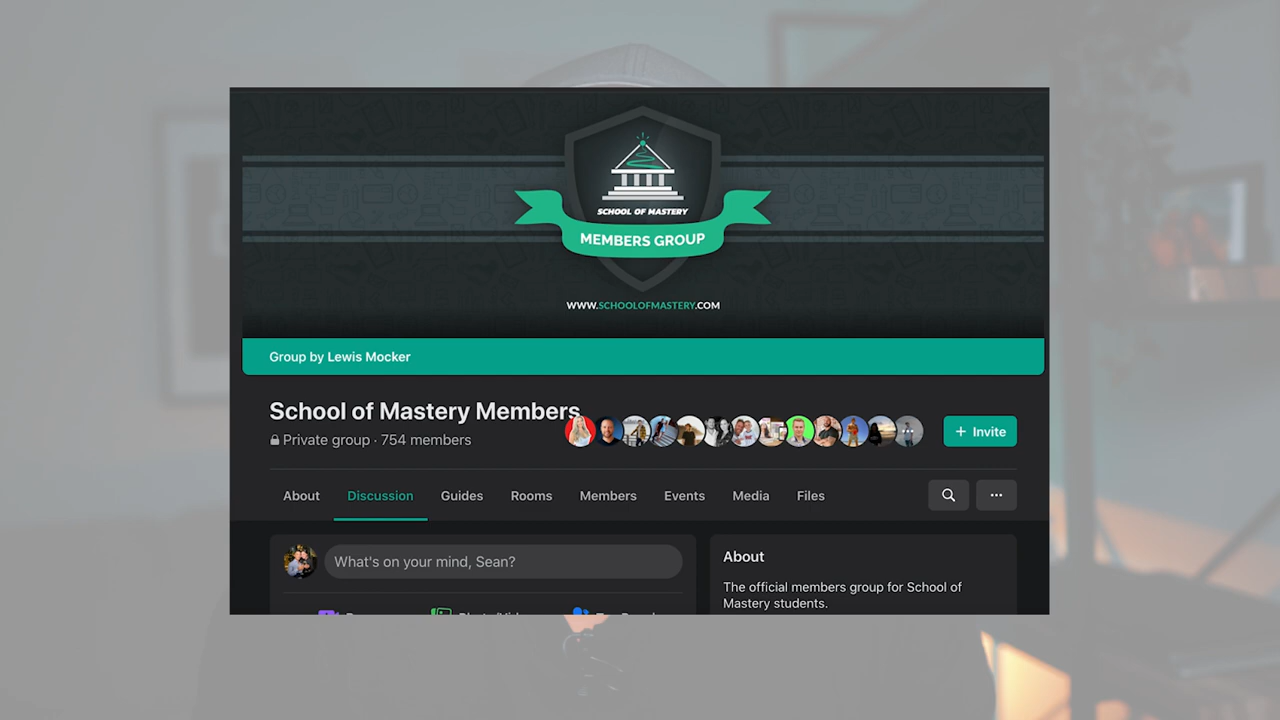 SCHOOL OF MASTERY
MEMBERS GROUP
WWW.SCHOOLOFMASTERY.COM
Group by Lewis Mocker
School of Mastery Members
Private group · 754 members
+ Invite
About
Discussion
Guides
Rooms
Members
Events
Media
Files
What's on your mind, Sean?
About
The official members group for School of
Mastery students.